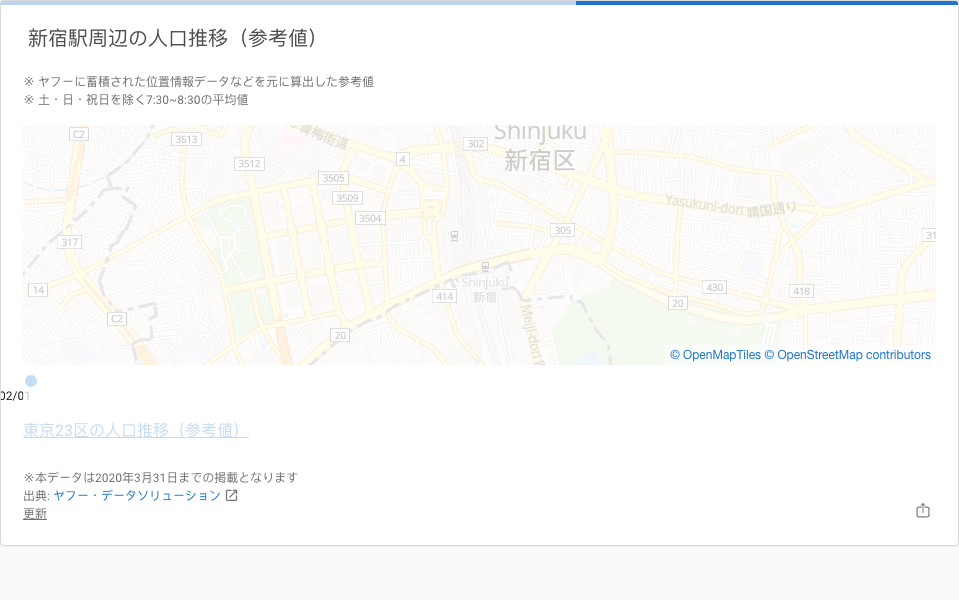 新宿駅周辺の人口推移（参考値）
※ ヤフーに蓄積された位置情報データなどを元に算出した参考値
※ 土・日・祝日を除く7:30~8:30の平均値
C2
3513
青梅街道
302
Shinjuku
新宿区
3512
4
3505
3509
3504
Yasukuni-dori 靖国通り
317
305
31
14
414
Shinjuku
新宿
430
418
20
C2
20
Meiji-dori
© OpenMapTiles © OpenStreetMap contributors
02/01
東京23区の人口推移（参考値）
※本データは2020年3月31日までの掲載となります
出典: ヤフー・データソリューション
更新